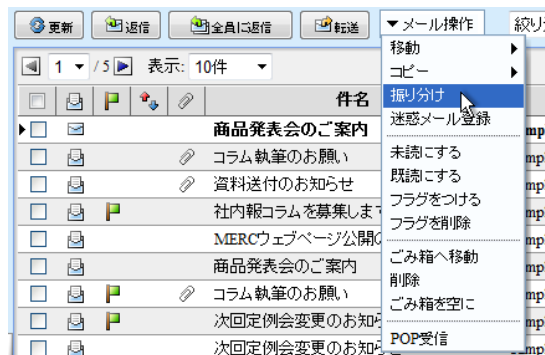 更新 返信 全員に返信 転送 ▼メール操作 絞り
1 ▼ / 5 表示: 10件 ▼
件名
移動
コピー
振り分け
迷惑メール登録
未読にする
既読にする
フラグをつける
フラグを削除
ごみ箱へ移動
削除
ごみ箱を空に
POP受信
商品発表会のご案内
コラム執筆のお願い
資料送付のお知らせ
社内報コラムを募集します
MERCウェブページ公開の
商品発表会のご案内
コラム執筆のお願い
次回定例会変更のお知ら
次回定例会変更のお知ら